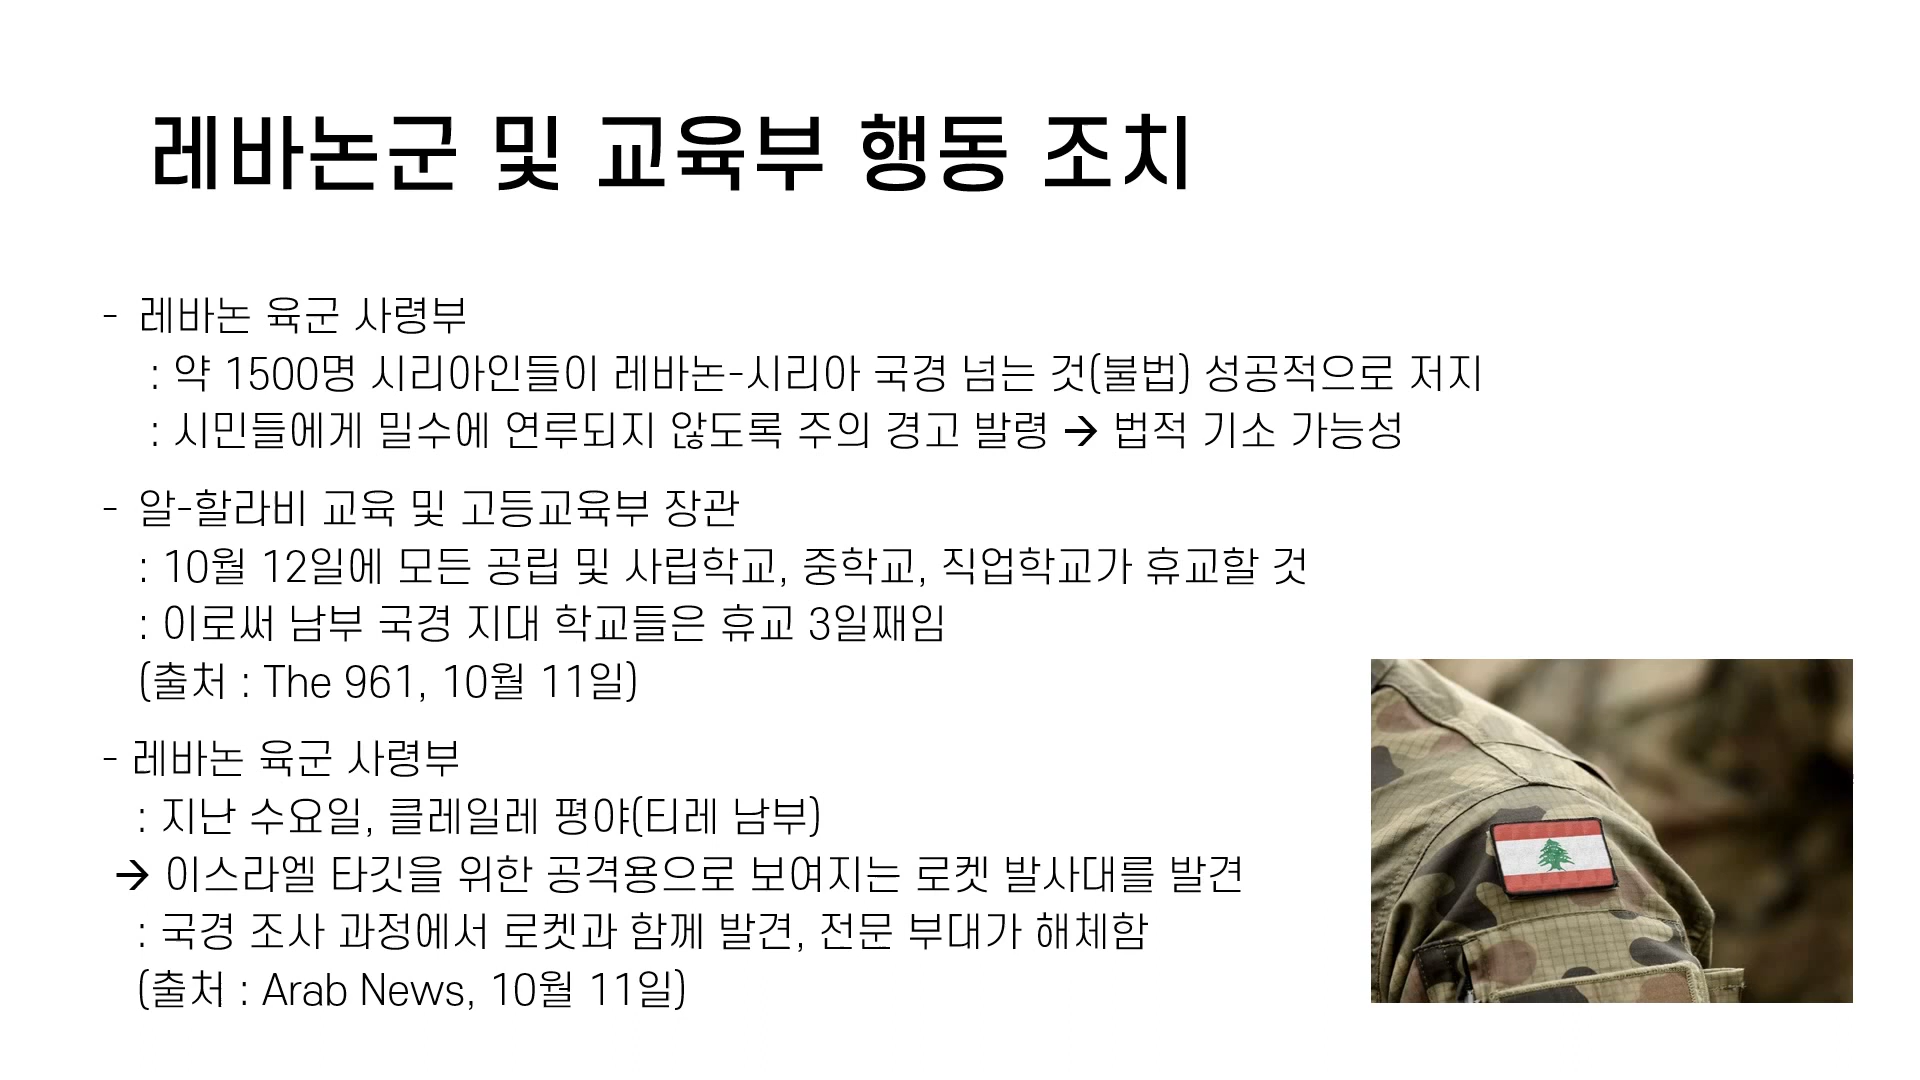 레바논군 및 교육부 행동 조치
- 레바논 육군 사령부
: 약 1500명 시리아인들이 레바논-시리아 국경 넘는 것(불법) 성공적으로 저지
: 시민들에게 밀수에 연루되지 않도록 주의 경고 발령 → 법적 기소 가능성
- 알-할라비 교육 및 고등교육부 장관
: 10월 12일에 모든 공립 및 사립학교, 중학교, 직업학교가 휴교할 것
: 이로써 남부 국경 지대 학교들은 휴교 3일째임
(출처 : The 961, 10월 11일)
- 레바논 육군 사령부
: 지난 수요일, 클레일레 평야(티레 남부)
→ 이스라엘 타깃을 위한 공격용으로 보여지는 로켓 발사대를 발견
: 국경 조사 과정에서 로켓과 함께 발견, 전문 부대가 해체함
(출처 : Arab News, 10월 11일)